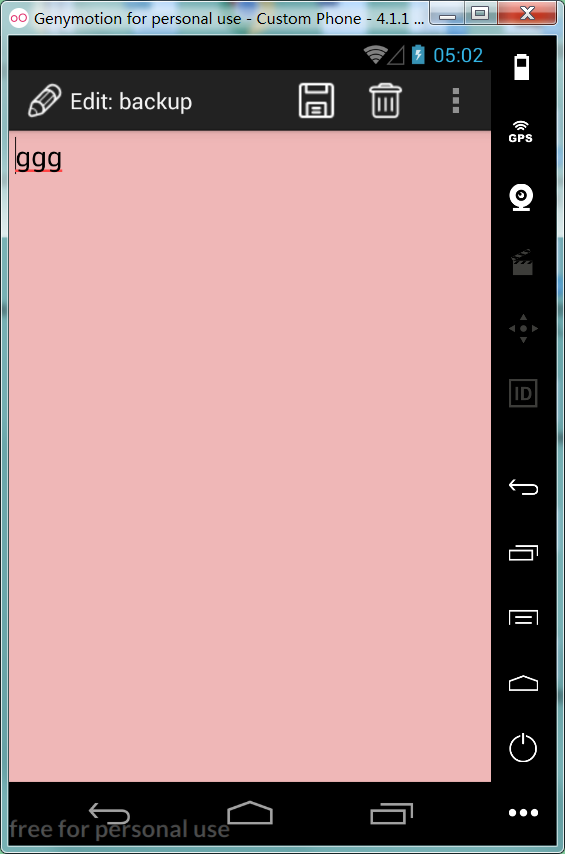 Genymotion for personal use - Custom Phone - 4.1.1 ...
05:02
Edit: backup
GPS
ggg
ID
free for personal use